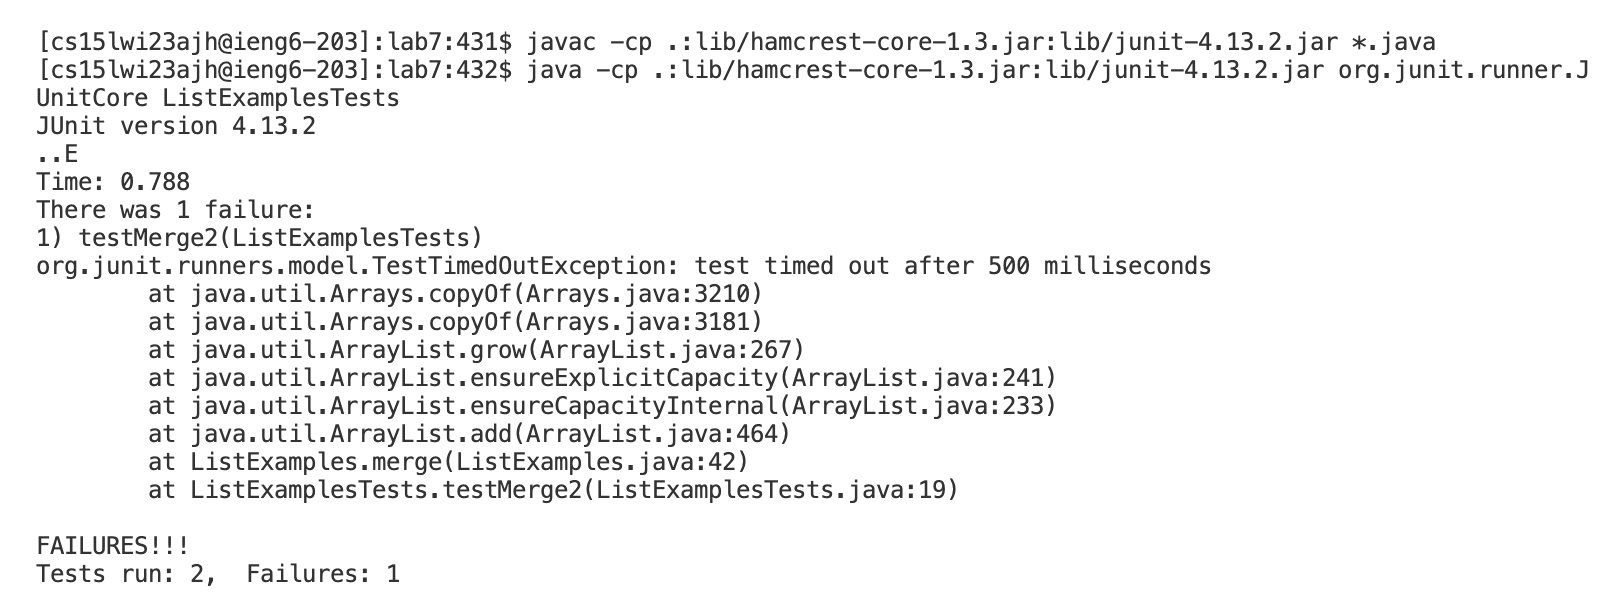 [cs15lwi23ajh@ieng6-203]:lab7:431$ javac -cp .:lib/hamcrest-core-1.3.jar:lib/junit-4.13.2.jar *.java
[cs15lwi23ajh@ieng6-203]:lab7:432$ java -cp .:lib/hamcrest-core-1.3.jar:lib/junit-4.13.2.jar org.junit.runner.J
UnitCore ListExamplesTests
JUnit version 4.13.2
..E
Time: 0.788
There was 1 failure:
1) testMerge2(ListExamplesTests)
org.junit.runners.model.TestTimedOutException: test timed out after 500 milliseconds
        at java.util.Arrays.copyOf(Arrays.java:3210)
        at java.util.Arrays.copyOf(Arrays.java:3181)
        at java.util.ArrayList.grow(ArrayList.java:267)
        at java.util.ArrayList.ensureExplicitCapacity(ArrayList.java:241)
        at java.util.ArrayList.ensureCapacityInternal(ArrayList.java:233)
        at java.util.ArrayList.add(ArrayList.java:464)
        at ListExamples.merge(ListExamples.java:42)
        at ListExamplesTests.testMerge2(ListExamplesTests.java:19)

FAILURES!!!
Tests run: 2,  Failures: 1